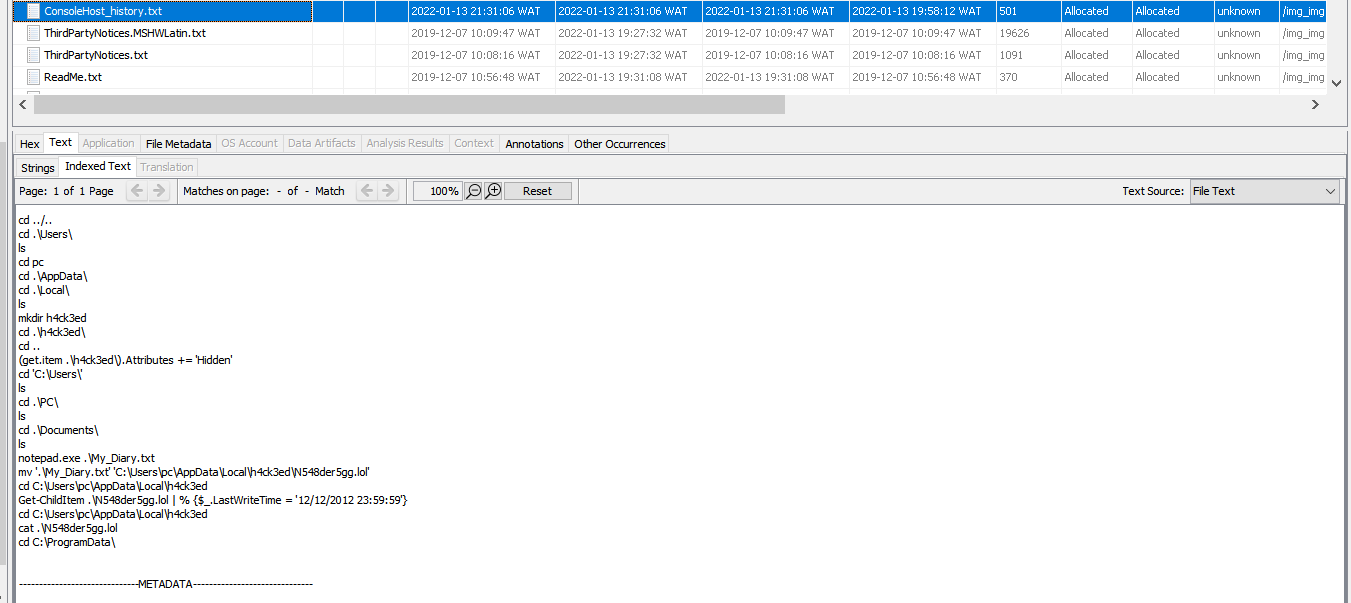 ConsoleHost_history.txt 2022-01-13 21:31:06 WAT 2022-01-13 21:31:06 WAT 2022-01-13 21:31:06 WAT 2022-01-13 19:58:12 WAT 501 Allocated Allocated unknown /img_img
ThirdPartyNotices.MSHWLatin.txt 2019-12-07 10:09:47 WAT 2022-01-13 19:27:32 WAT 2019-12-07 10:09:47 WAT 2019-12-07 10:09:47 WAT 19626 Allocated Allocated unknown /img_img
ThirdPartyNotices.txt 2019-12-07 10:08:16 WAT 2022-01-13 19:27:32 WAT 2019-12-07 10:08:16 WAT 2019-12-07 10:08:16 WAT 1091 Allocated Allocated unknown /img_img
ReadMe.txt 2019-12-07 10:56:48 WAT 2022-01-13 19:31:08 WAT 2022-01-13 19:31:08 WAT 2019-12-07 10:56:48 WAT 370 Allocated Allocated unknown /img_img
Hex Text Application File Metadata OS Account Data Artifacts Analysis Results Context Annotations Other Occurrences
Strings Indexed Text Translation
Page: 1 of 1 Page Matches on page: - of - Match 100% Reset Text Source: File Text
cd ../..
cd .\Users\
ls
cd pc
cd .\AppData\
cd .\Local\
ls
mkdir h4ck3ed
cd .\h4ck3ed\
cd ..
(get.item .\h4ck3ed\).Attributes += 'Hidden'
cd 'C:\Users\'
ls
cd .\PC\
ls
cd .\Documents\
ls
notepad.exe .\My_Diary.txt
mv '.\My_Diary.txt' 'C:\Users\pc\AppData\Local\h4ck3ed\N548der5gg.lol'
cd C:\Users\pc\AppData\Local\h4ck3ed
Get-ChildItem .\N548der5gg.lol | % {$_.LastWriteTime = '12/12/2012 23:59:59'}
cd C:\Users\pc\AppData\Local\h4ck3ed
cat .\N548der5gg.lol
cd C:\ProgramData\
------------------------------METADATA------------------------------